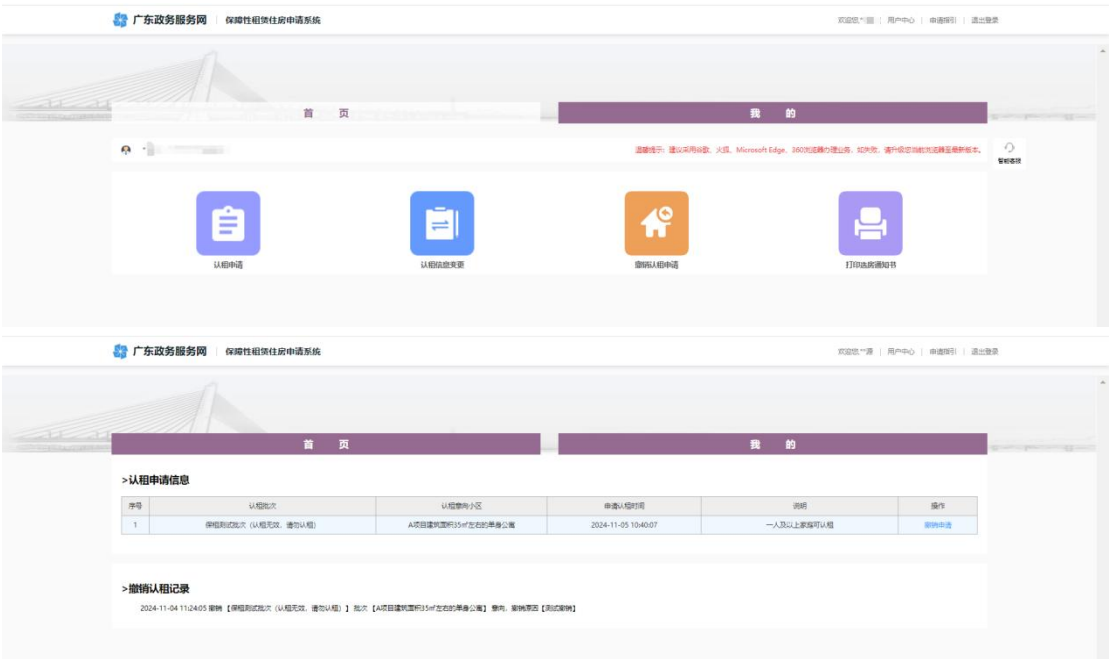 广东政务服务网 保障性租赁住房申请系统 欢迎您,* | 用户中心 | 申请指引 | 退出登录
首 页 我 的
温馨提示：建议采用谷歌、火狐、Microsoft Edge、360浏览器办理业务，如失败，请升级您当前浏览器至最新版本。
智能客服
认租申请 认租信息变更 撤销认租申请 打印选房通知书
广东政务服务网 保障性租赁住房申请系统 欢迎您,**源 | 用户中心 | 申请指引 | 退出登录
首 页 我 的
>认租申请信息
序号 认租批次 认租意向小区 申请认租时间 说明 操作
1 保租测试批次（认租无效，请勿认租） A项目建筑面积35㎡左右的单身公寓 2024-11-05 10:40:07 一人及以上家庭可认租 撤销申请
>撤销认租记录
2024-11-04 11:24:05 撤销 【保租测试批次（认租无效，请勿认租）】 批次 【A项目建筑面积35㎡左右的单身公寓】 意向，撤销原因【测试撤销】